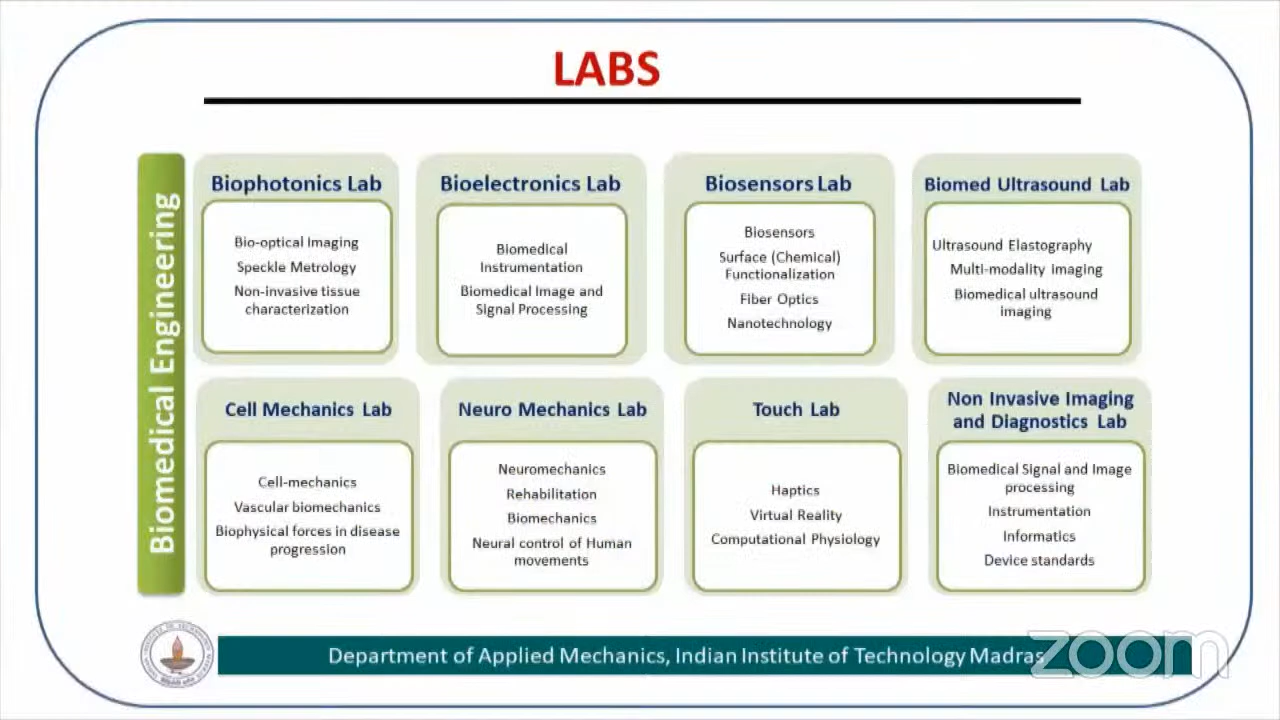 LABS
Biomedical Engineering
Biophotonics Lab
Bio-optical Imaging
Speckle Metrology
Non-invasive tissue
characterization
Bioelectronics Lab
Biomedical
Instrumentation
Biomedical Image and
Signal Processing
Biosensors Lab
Biosensors
Surface (Chemical)
Functionalization
Fiber Optics
Nanotechnology
Biomed Ultrasound Lab
Ultrasound Elastography
Multi-modality Imaging
Biomedical ultrasound
imaging
Cell Mechanics Lab
Cell-mechanics
Vascular biomechanics
Biophysical forces in disease
progression
Neuro Mechanics Lab
Neuromechanics
Rehabilitation
Biomechanics
Neural control of Human
movements
Touch Lab
Haptics
Virtual Reality
Computational Physiology
Non Invasive Imaging
and Diagnostics Lab
Biomedical Signal and Image
processing
Instrumentation
Informatics
Device standards
Department of Applied Mechanics, Indian Institute of Technology Madras
zoom